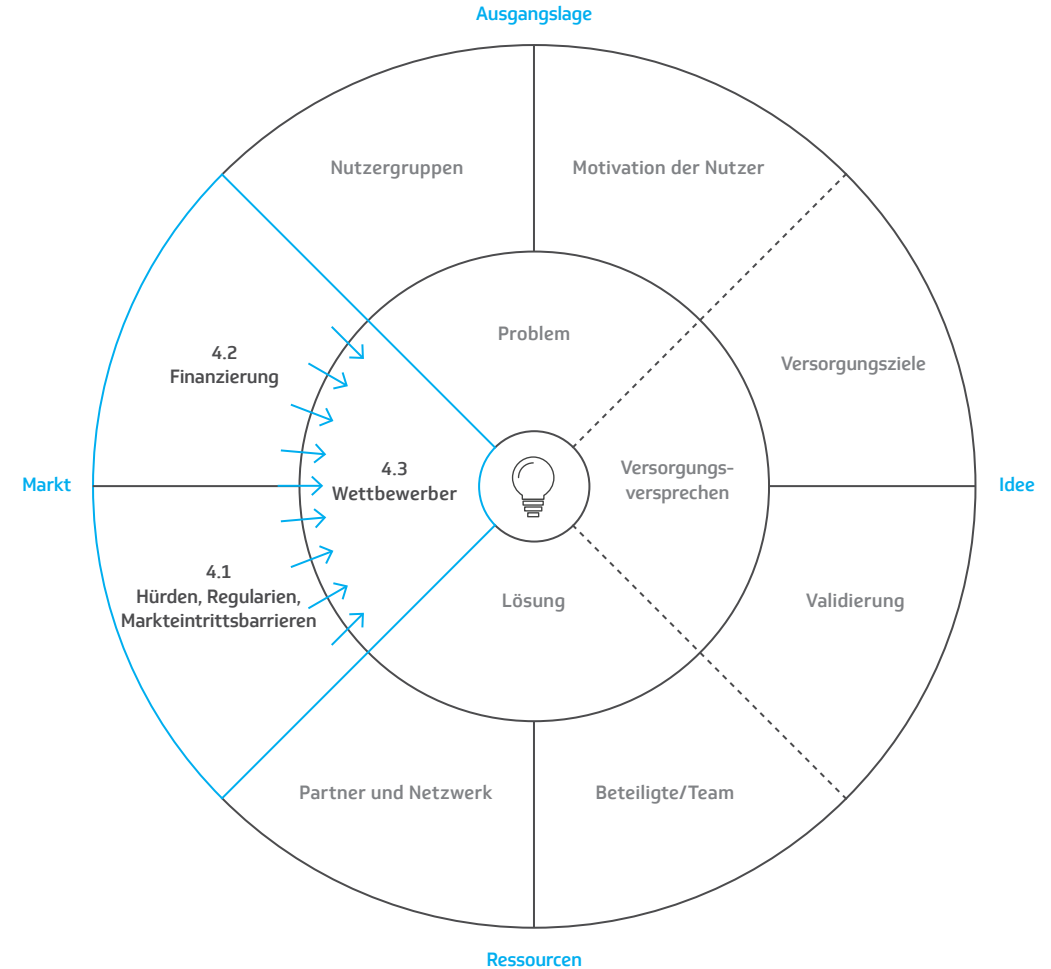 Ausgangslage
Nutzergruppen
Motivation der Nutzer
Problem
4.2
Finanzierung
Versorgungsziele
Markt
4.3
Wettbewerber
Versorgungs-
versprechen
Idee
4.1
Hürden, Regularien,
Markteintrittsbarrieren
Lösung
Validierung
Partner und Netzwerk
Beteiligte/Team
Ressourcen